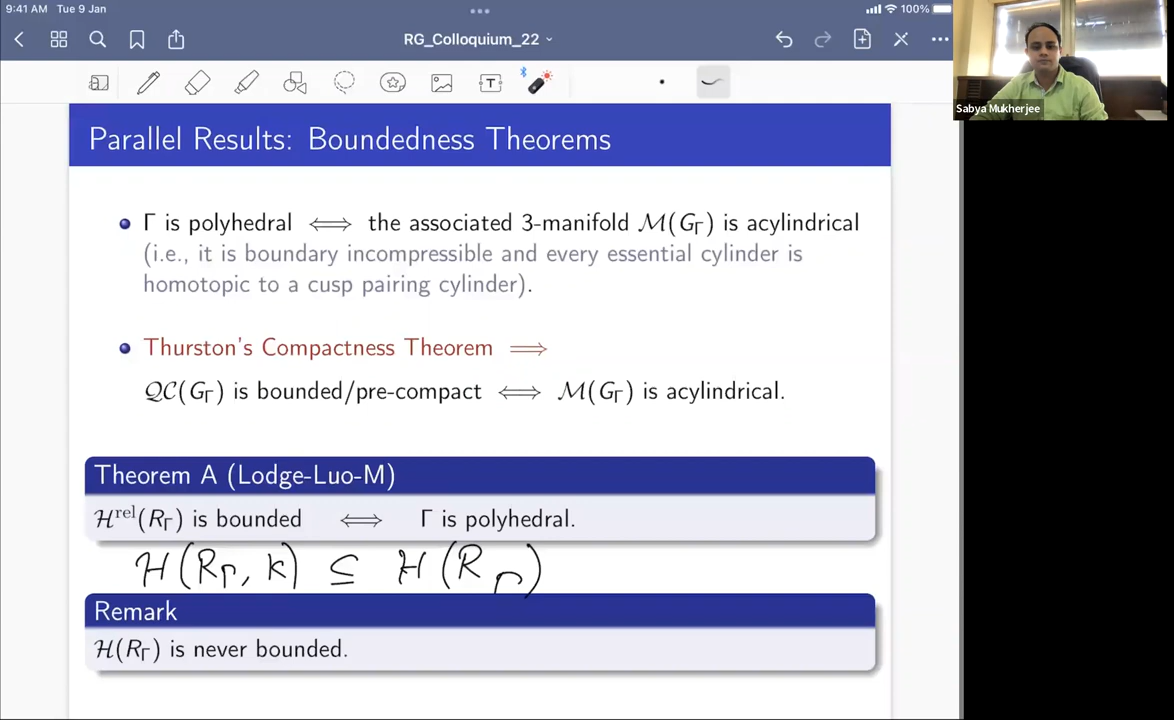 9:41 AM Tue 9 Jan
100%
RG_Colloquium_22
T
Sabya Mukherjee
Parallel Results: Boundedness Theorems
Γ is polyhedral ⟺ the associated 3-manifold ℳ(G_Γ) is acylindrical
(i.e., it is boundary incompressible and every essential cylinder is
homotopic to a cusp pairing cylinder).
Thurston's Compactness Theorem ⟹
𝒬𝒞(G_Γ) is bounded/pre-compact ⟺ ℳ(G_Γ) is acylindrical.
Theorem A (Lodge-Luo-M)
ℋ^rel(R_Γ) is bounded ⟺ Γ is polyhedral.
ℋ(R_Γ, K) ⊆ ℋ(R_Γ)
Remark
ℋ(R_Γ) is never bounded.